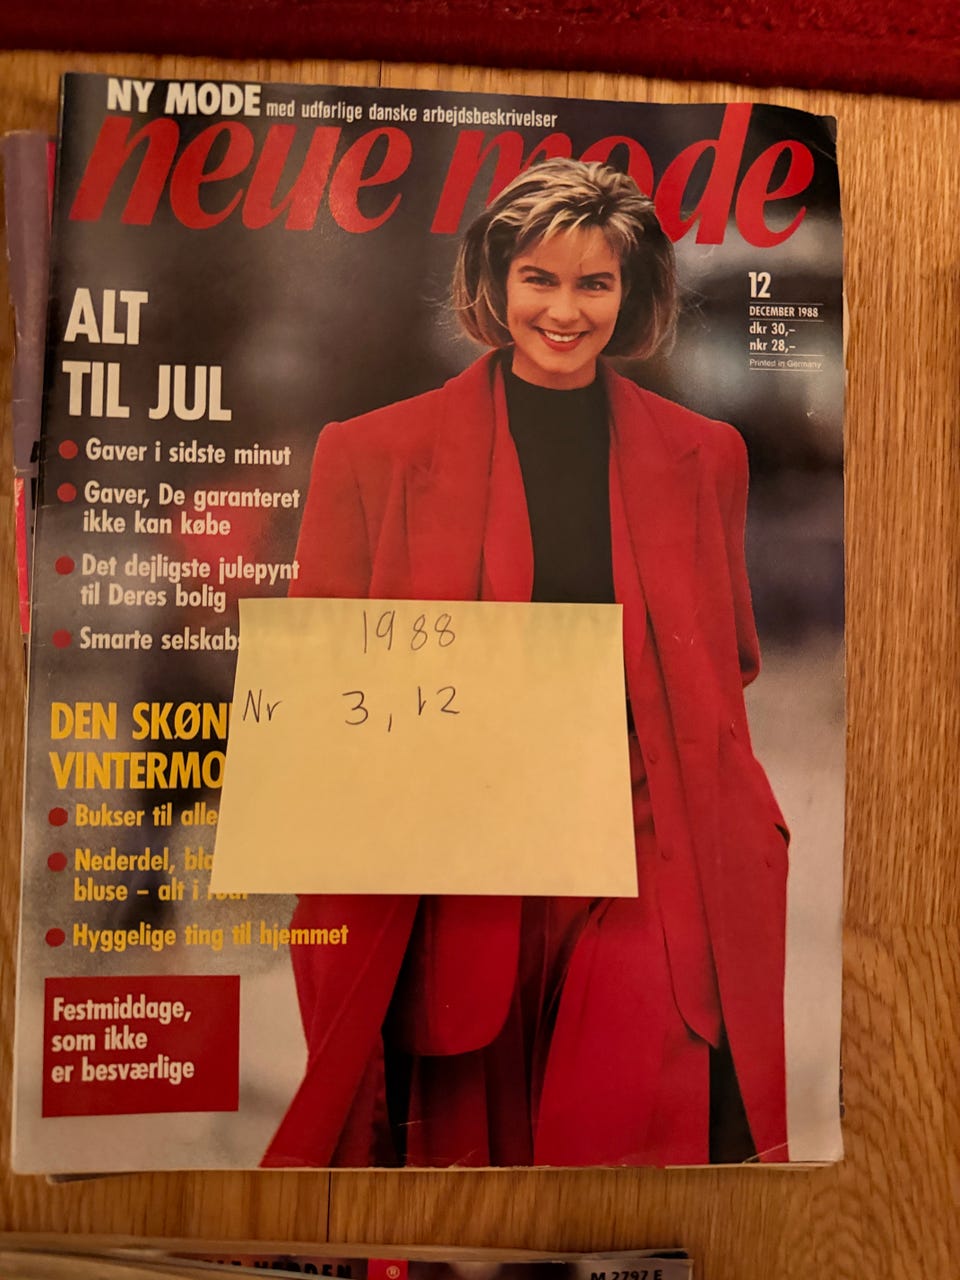 NY MODE med udførlige danske arbejdsbeskrivelser
neue mode
12
DECEMBER 1988
dkr 30,-
nkr 28,-
Printed in Germany
ALT
TIL JUL
Gaver i sidste minut
Gaver, De garanteret
ikke kan købe
Det dejligste julepynt
til Deres bolig
Smarte selskabs
1988
Nr 3, 12
DEN SKØN
VINTERMO
Bukser til alle
Nederdel,
bluse – alt i
Hyggelige ting til hjemmet
Festmiddage,
som ikke
er besværlige
®
M 2797 E